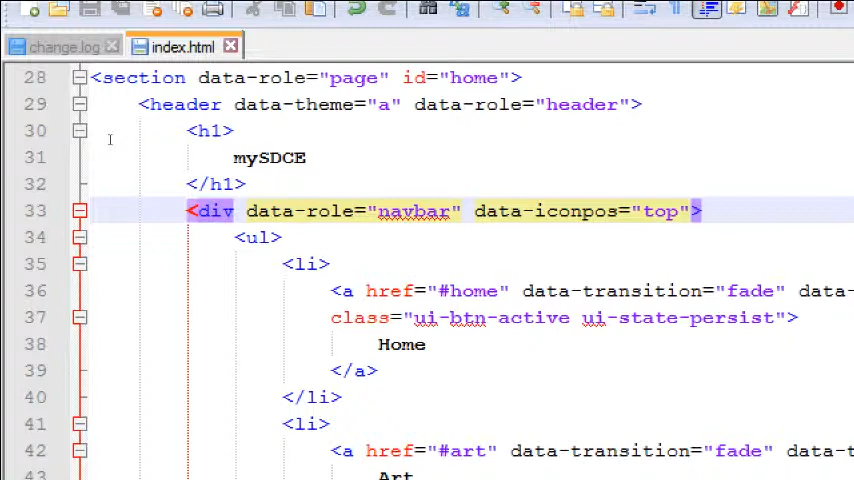 change.log index.html
28 <section data-role="page" id="home">
29 <header data-theme="a" data-role="header">
30 <h1>
31 mySDCE
32 </h1>
33 <div data-role="navbar" data-iconpos="top">
34 <ul>
35 <li>
36 <a href="#home" data-transition="fade" data-
37 class="ui-btn-active ui-state-persist">
38 Home
39 </a>
40 </li>
41 <li>
42 <a href="#art" data-transition="fade" data-t
43 Art